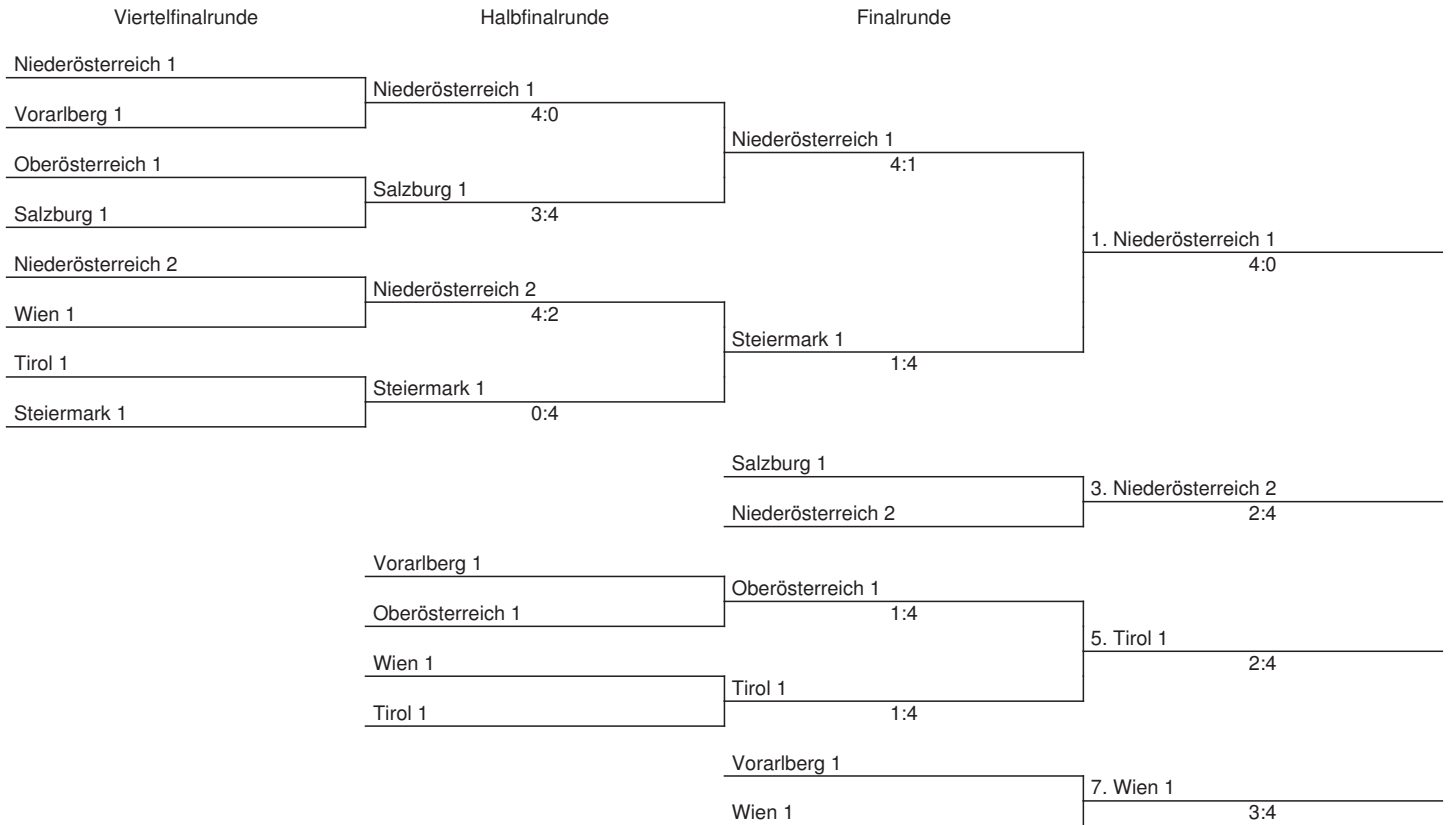 Viertelfinalrunde Halbfinalrunde Finalrunde
Niederösterreich 1
Niederösterreich 1
Vorarlberg 1
4:0
Niederösterreich 1
Oberösterreich 1
4:1
Salzburg 1
Salzburg 1
3:4
1. Niederösterreich 1
Niederösterreich 2
4:0
Niederösterreich 2
Wien 1
4:2
Steiermark 1
Tirol 1
1:4
Steiermark 1
Steiermark 1
0:4
Salzburg 1
3. Niederösterreich 2
Niederösterreich 2
2:4
Vorarlberg 1
Oberösterreich 1
Oberösterreich 1
1:4
5. Tirol 1
Wien 1
2:4
Tirol 1
Tirol 1
1:4
Vorarlberg 1
7. Wien 1
Wien 1
3:4